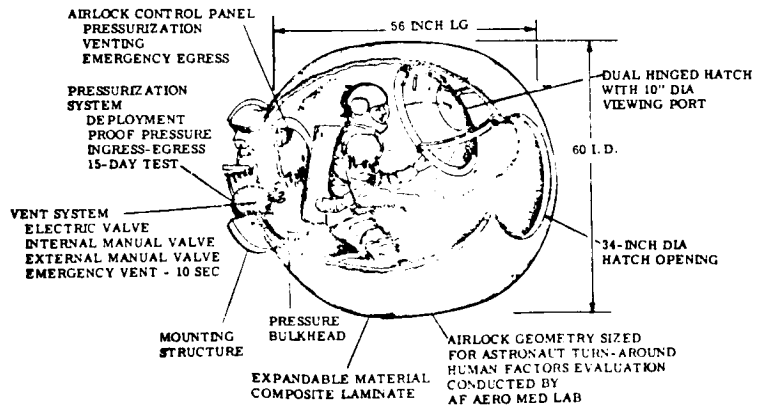 AIRLOCK CONTROL PANEL
PRESSURIZATION
VENTING
EMERGENCY EGRESS
56 INCH LG
DUAL HINGED HATCH
WITH 10" DIA
VIEWING PORT
PRESSURIZATION
SYSTEM
DEPLOYMENT
PROOF PRESSURE
INGRESS-EGRESS
15-DAY TEST
60 I.D.
VENT SYSTEM
ELECTRIC VALVE
INTERNAL MANUAL VALVE
EXTERNAL MANUAL VALVE
EMERGENCY VENT - 10 SEC
34-INCH DIA
HATCH OPENING
MOUNTING
STRUCTURE
PRESSURE
BULKHEAD
EXPANDABLE MATERIAL
COMPOSITE LAMINATE
AIRLOCK GEOMETRY SIZED
FOR ASTRONAUT TURN-AROUND
HUMAN FACTORS EVALUATION
CONDUCTED BY
AF AERO MED LAB